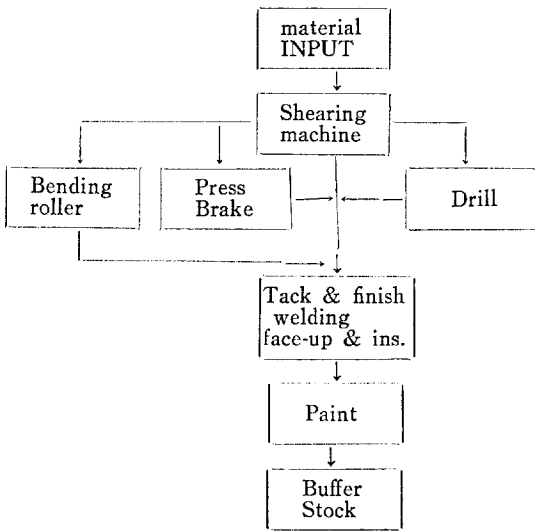 material
INPUT
Shearing
machine
Bending
roller
Press
Brake
Drill
Tack & finish
welding
face-up & ins.
Paint
Buffer
Stock